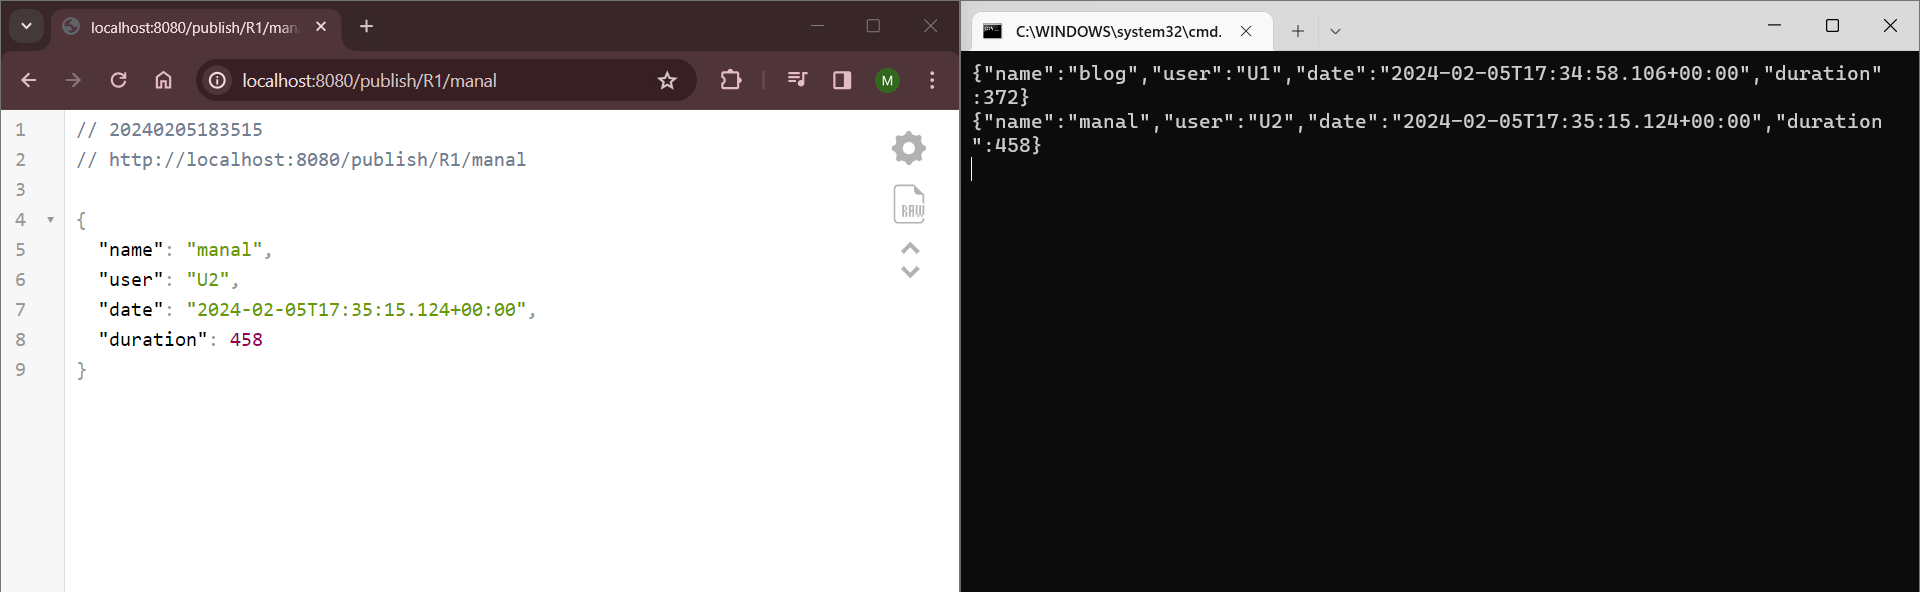 localhost:8080/publish/R1/man
localhost:8080/publish/R1/manal
M
1 // 20240205183515
2 // http://localhost:8080/publish/R1/manal
3
4 {
5 "name": "manal",
6 "user": "U2",
7 "date": "2024-02-05T17:35:15.124+00:00",
8 "duration": 458
9 }
RAW
C:\WINDOWS\system32\cmd.
{"name":"blog","user":"U1","date":"2024-02-05T17:34:58.106+00:00","duration"
:372}
{"name":"manal","user":"U2","date":"2024-02-05T17:35:15.124+00:00","duration
":458}